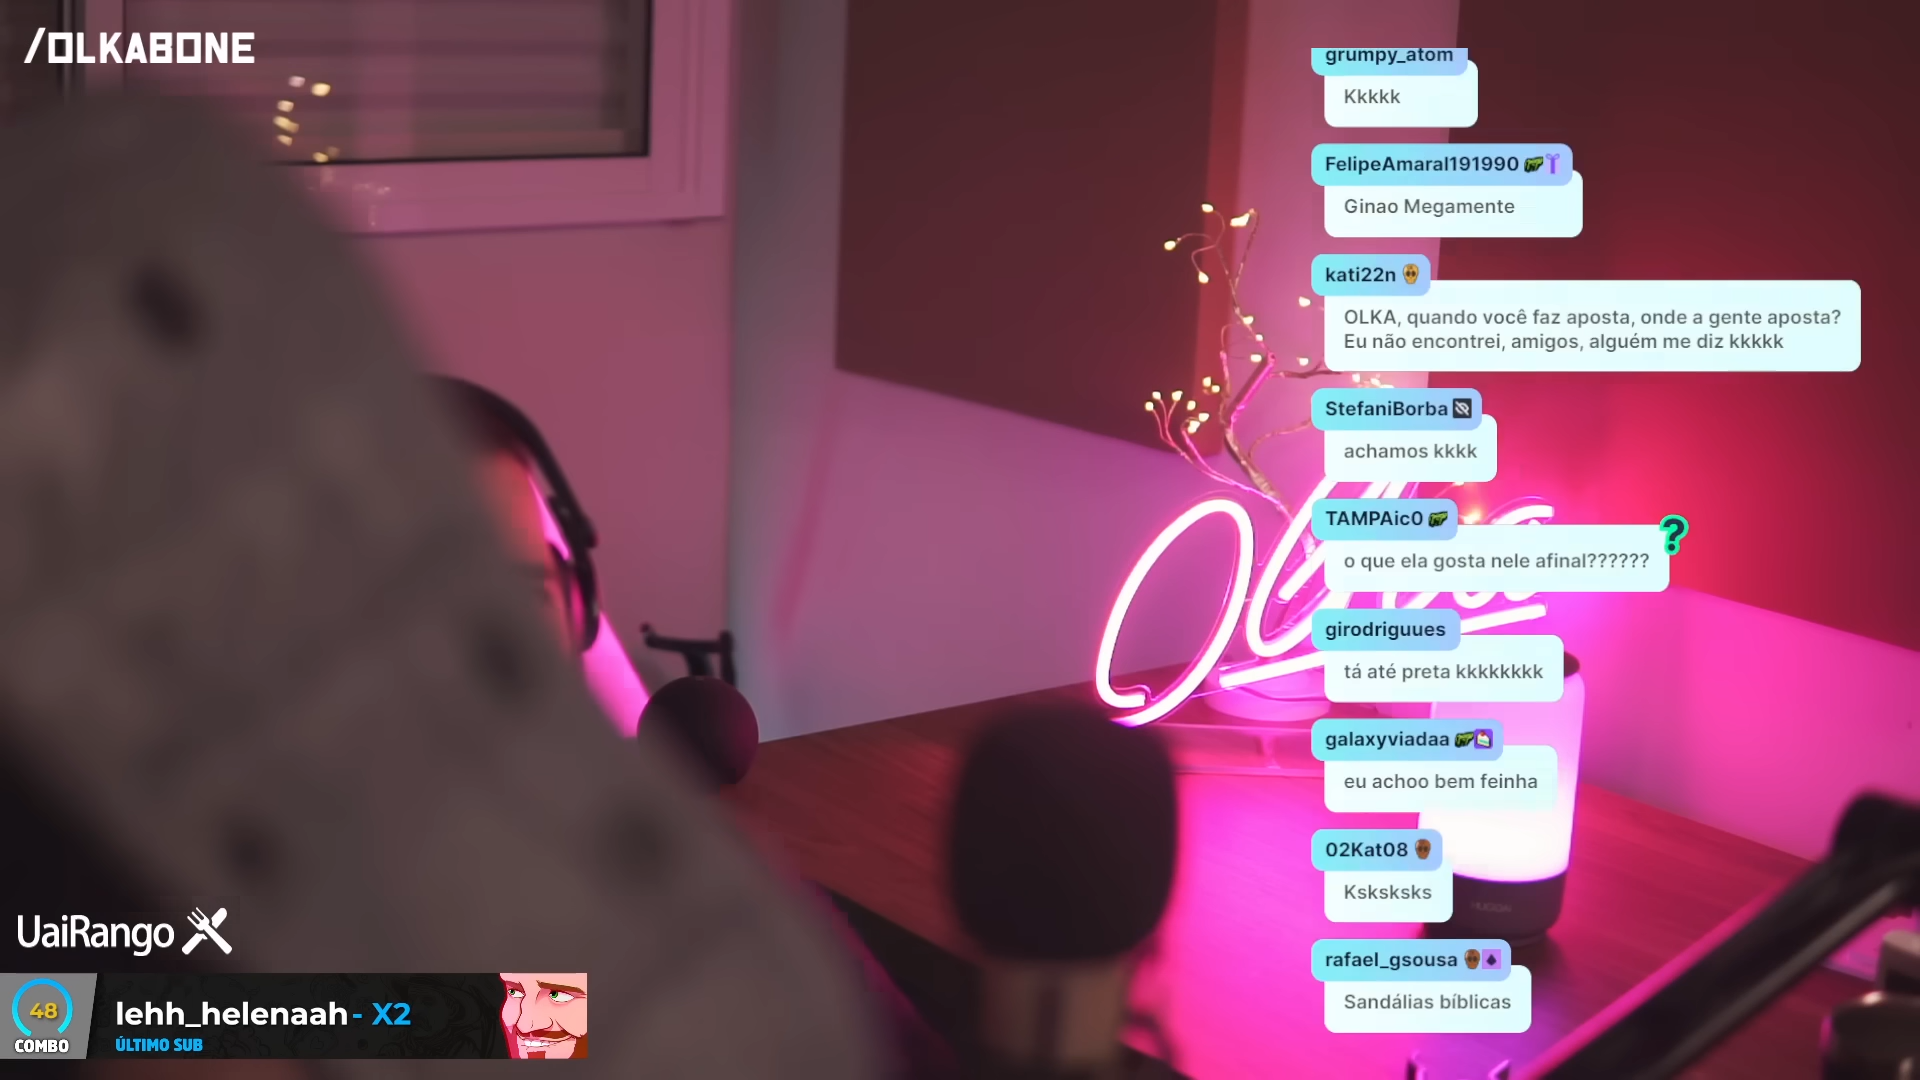 /OLKABONE
grumpy_atom
Kkkkk
FelipeAmaral191990
Ginao Megamente
kati22n
OLKA, quando você faz aposta, onde a gente aposta?
Eu não encontrei, amigos, alguém me diz kkkkk
StefaniBorba
achamos kkkk
TAMPAic0
?
o que ela gosta nele afinal??????
Olka
girodriguues
tá até preta kkkkkkkk
galaxyviadaa
eu achoo bem feinha
02Kat08
Ksksksks
rafael_gsousa
Sandálias bíblicas
UaiRango
48
COMBO
lehh_helenaah - X2
ÚLTIMO SUB